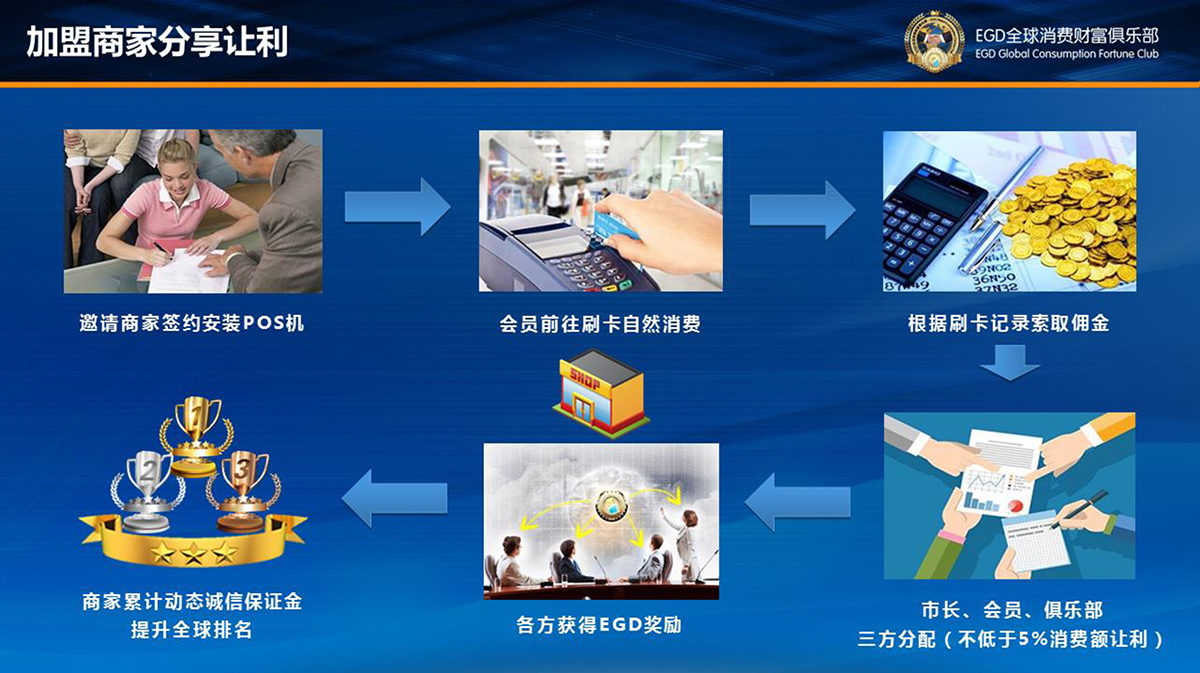 加盟商家分享让利
EGD全球消费财富俱乐部
EGD Global Consumption Fortune Club
邀请商家签约安装POS机
会员前往刷卡自然消费
36N50
37N32
根据刷卡记录索取佣金
SHOP
1
2
3
商家累计动态诚信保证金
提升全球排名
各方获得EGD奖励
市长、会员、俱乐部
三方分配（不低于5%消费额让利）